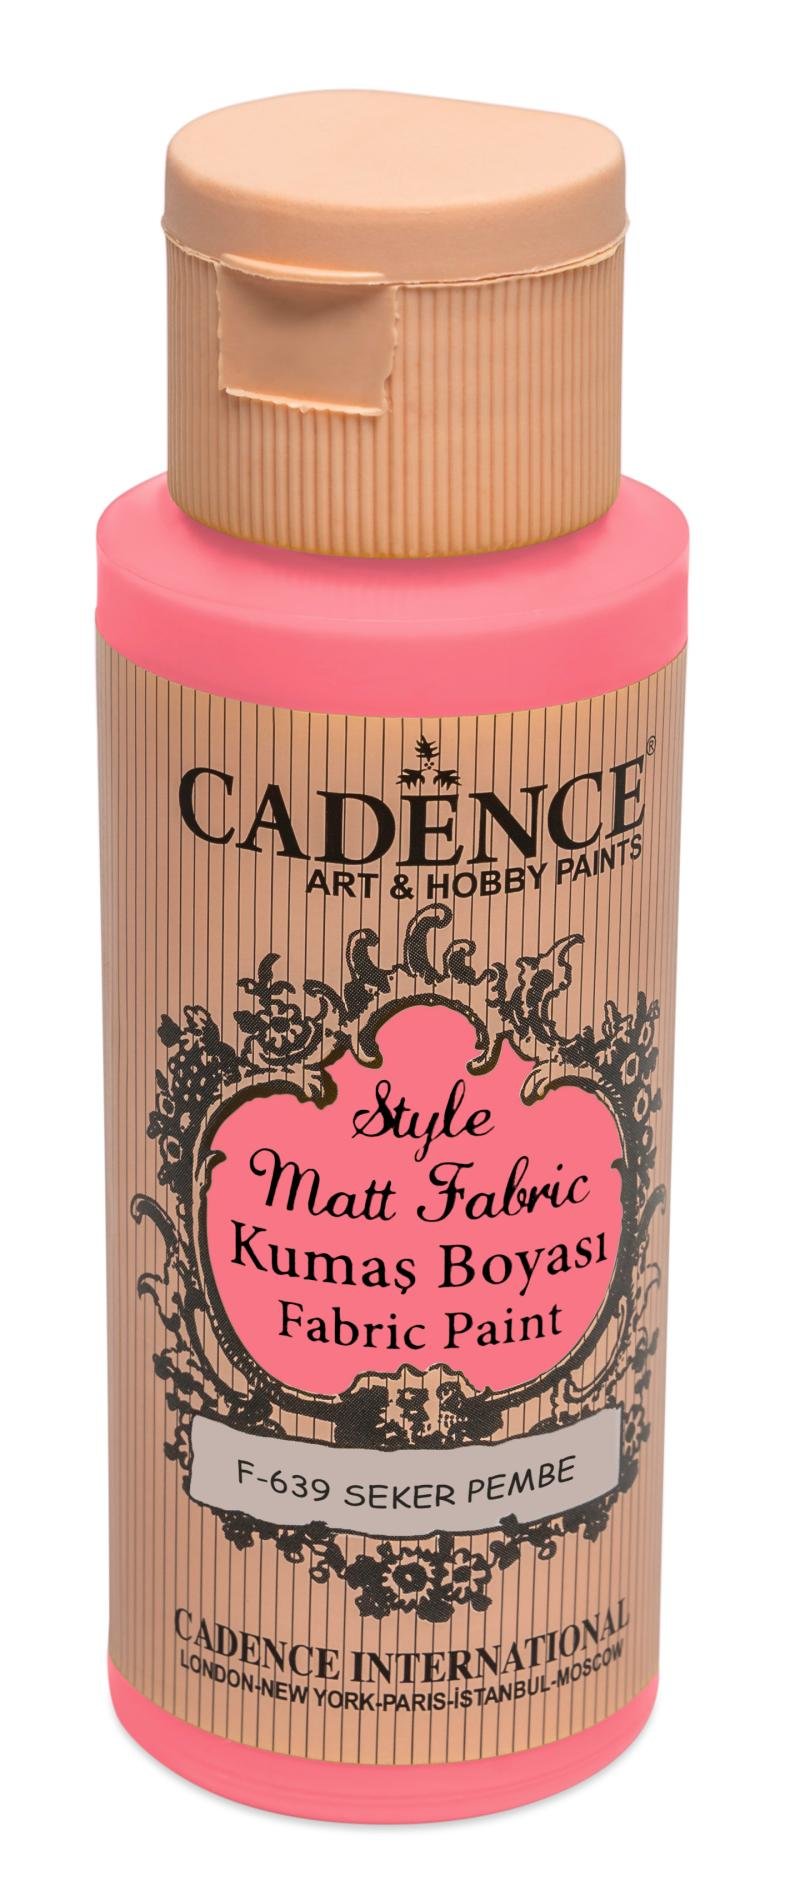 CADENCE®
ART & HOBBY PAINTS
Style
Matt Fabric
Kumaş Boyası
Fabric Paint
F-639 SEKER PEMBE
CADENCE INTERNATIONAL
LONDON-NEW YORK-PARIS-İSTANBUL-MOSCOW